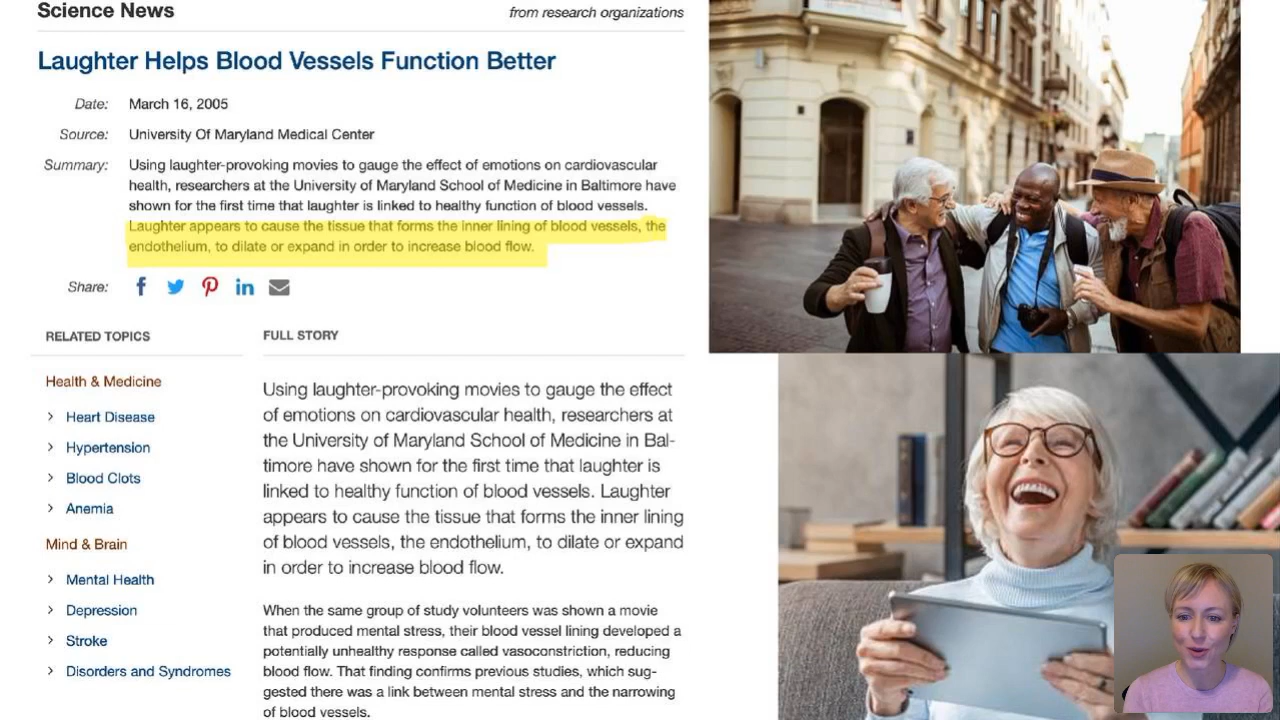 Science News
from research organizations
Laughter Helps Blood Vessels Function Better
Date: March 16, 2005
Source: University Of Maryland Medical Center
Summary: Using laughter-provoking movies to gauge the effect of emotions on cardiovascular
health, researchers at the University of Maryland School of Medicine in Baltimore have
shown for the first time that laughter is linked to healthy function of blood vessels.
Laughter appears to cause the tissue that forms the inner lining of blood vessels, the
endothelium, to dilate or expand in order to increase blood flow.
Share: f in
RELATED TOPICS
Health & Medicine
> Heart Disease
> Hypertension
> Blood Clots
> Anemia
Mind & Brain
> Mental Health
> Depression
> Stroke
> Disorders and Syndromes
FULL STORY
Using laughter-provoking movies to gauge the effect
of emotions on cardiovascular health, researchers at
the University of Maryland School of Medicine in Bal-
timore have shown for the first time that laughter is
linked to healthy function of blood vessels. Laughter
appears to cause the tissue that forms the inner lining
of blood vessels, the endothelium, to dilate or expand
in order to increase blood flow.
When the same group of study volunteers was shown a movie
that produced mental stress, their blood vessel lining developed a
potentially unhealthy response called vasoconstriction, reducing
blood flow. That finding confirms previous studies, which sug-
gested there was a link between mental stress and the narrowing
of blood vessels.